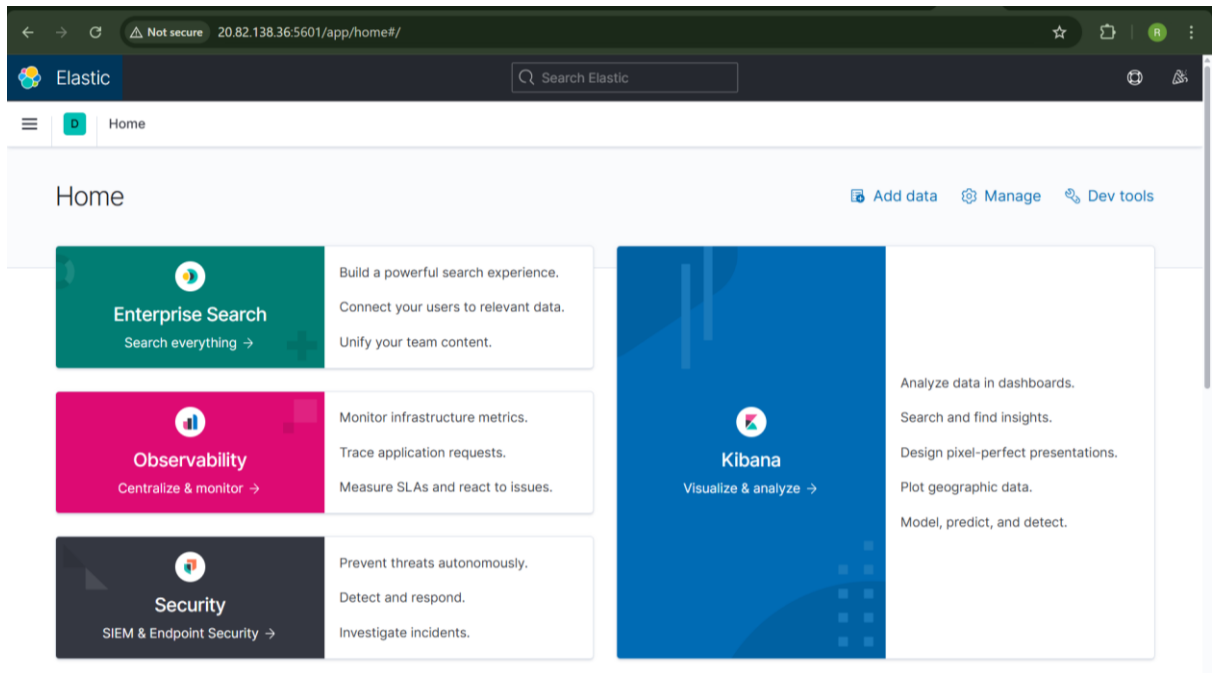 Not secure 20.82.138.36:5601/app/home#/
R
Elastic
Search Elastic
D
Home
Home
Add data
Manage
Dev tools
Enterprise Search
Search everything →
Build a powerful search experience.
Connect your users to relevant data.
Unify your team content.
Observability
Centralize & monitor →
Monitor infrastructure metrics.
Trace application requests.
Measure SLAs and react to issues.
Security
SIEM & Endpoint Security →
Prevent threats autonomously.
Detect and respond.
Investigate incidents.
Kibana
Visualize & analyze →
Analyze data in dashboards.
Search and find insights.
Design pixel-perfect presentations.
Plot geographic data.
Model, predict, and detect.